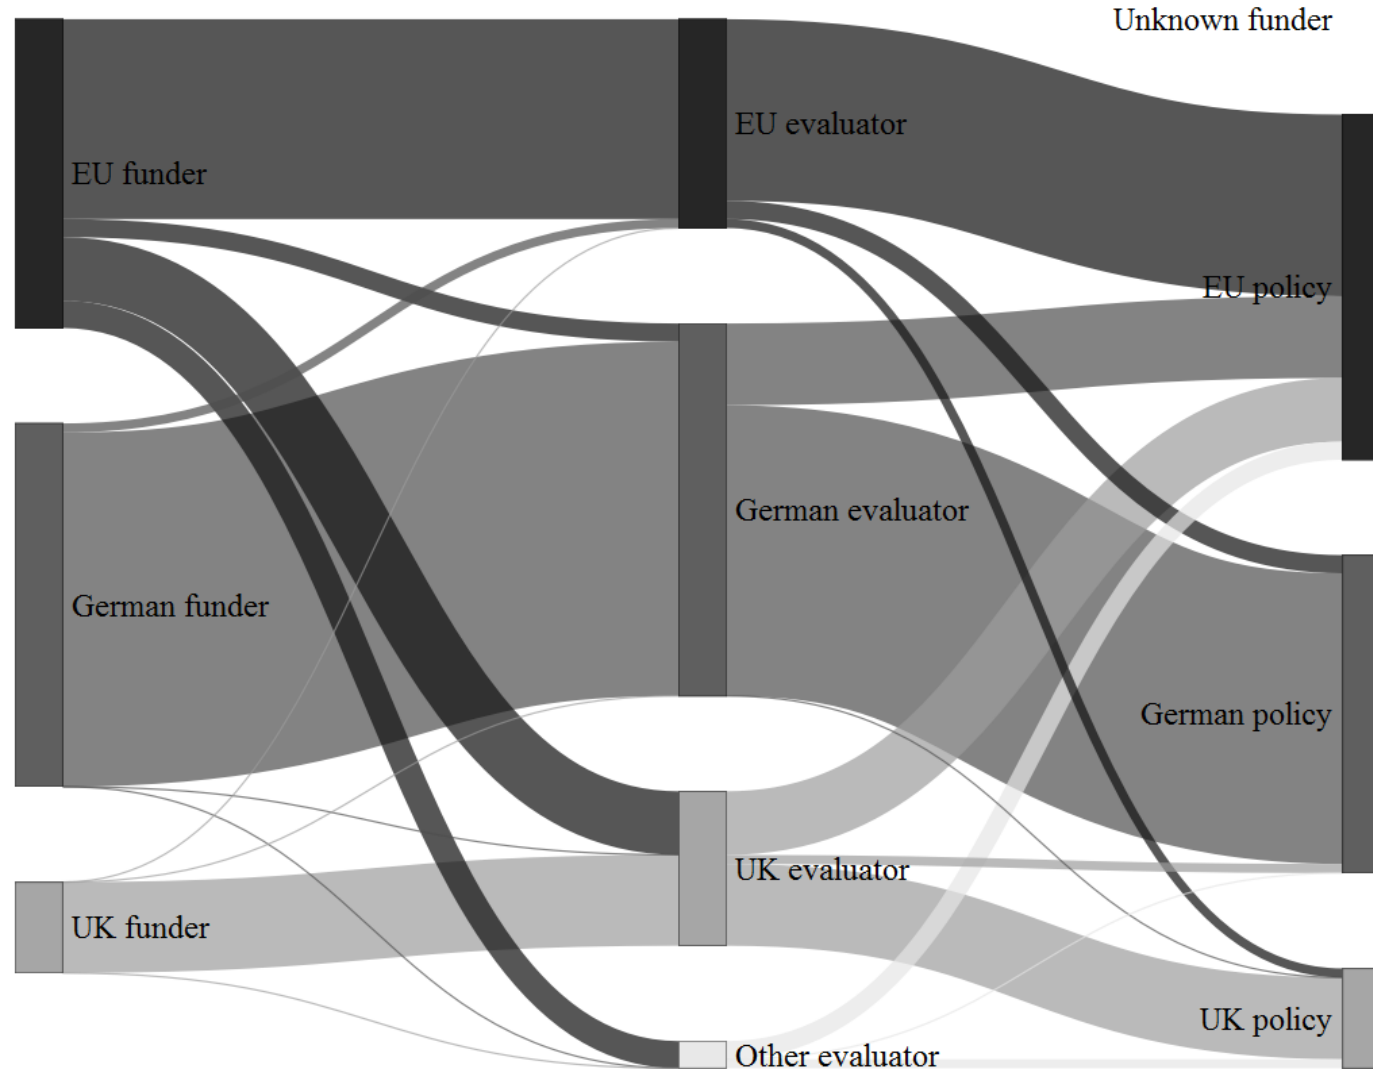 Unknown funder
EU evaluator
EU funder
EU policy
German evaluator
German funder
German policy
UK evaluator
UK funder
UK policy
Other evaluator